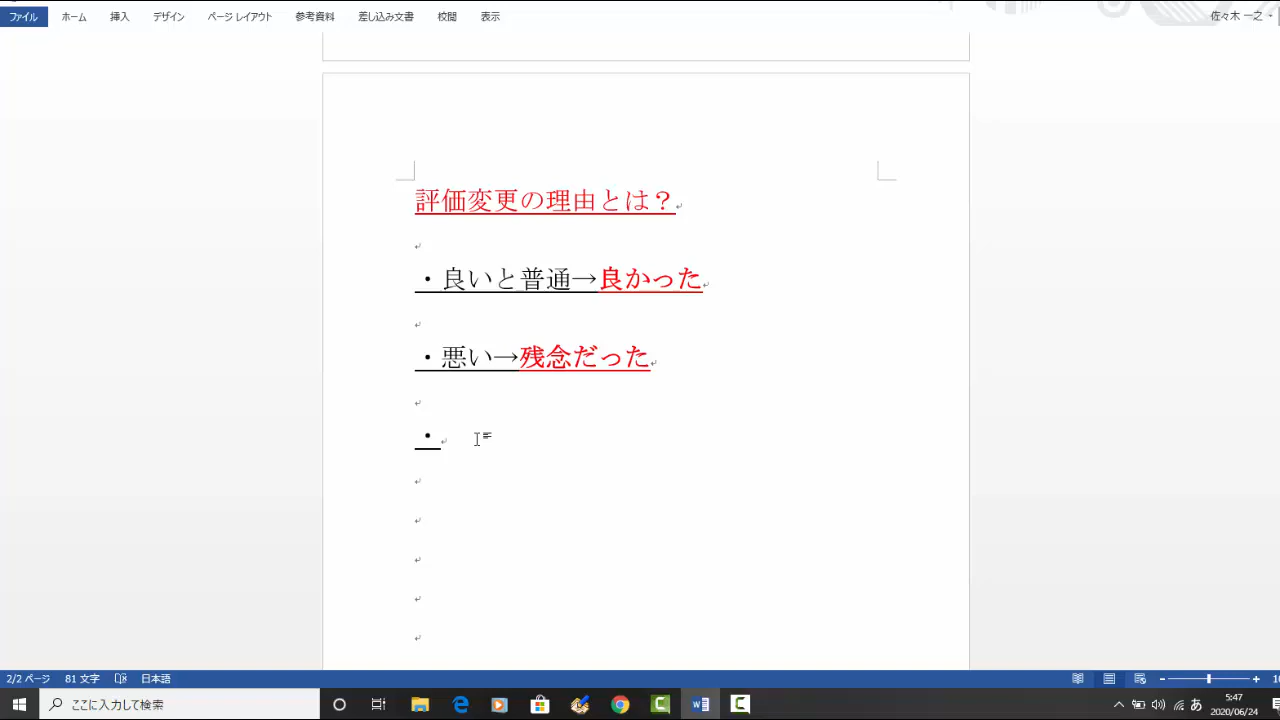 ファイル ホーム 挿入 デザイン ページ レイアウト 参考資料 差し込み文書 校閲 表示 佐々木 一之
評価変更の理由とは？
・良いと普通→良かった
・悪い→残念だった
・
2/2 ページ 81 文字 日本語
ここに入力して検索
あ 5:47
2020/06/24